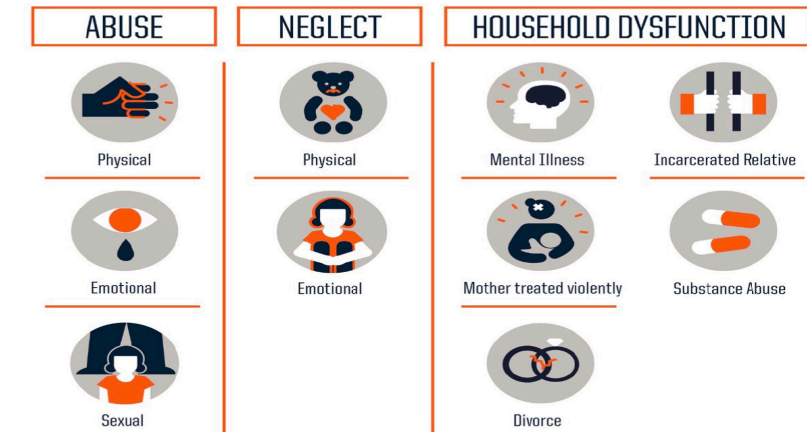 ABUSE
NEGLECT
HOUSEHOLD DYSFUNCTION
Physical
Emotional
Sexual
Physical
Emotional
Mental Illness
Incarcerated Relative
Mother treated violently
Substance Abuse
Divorce